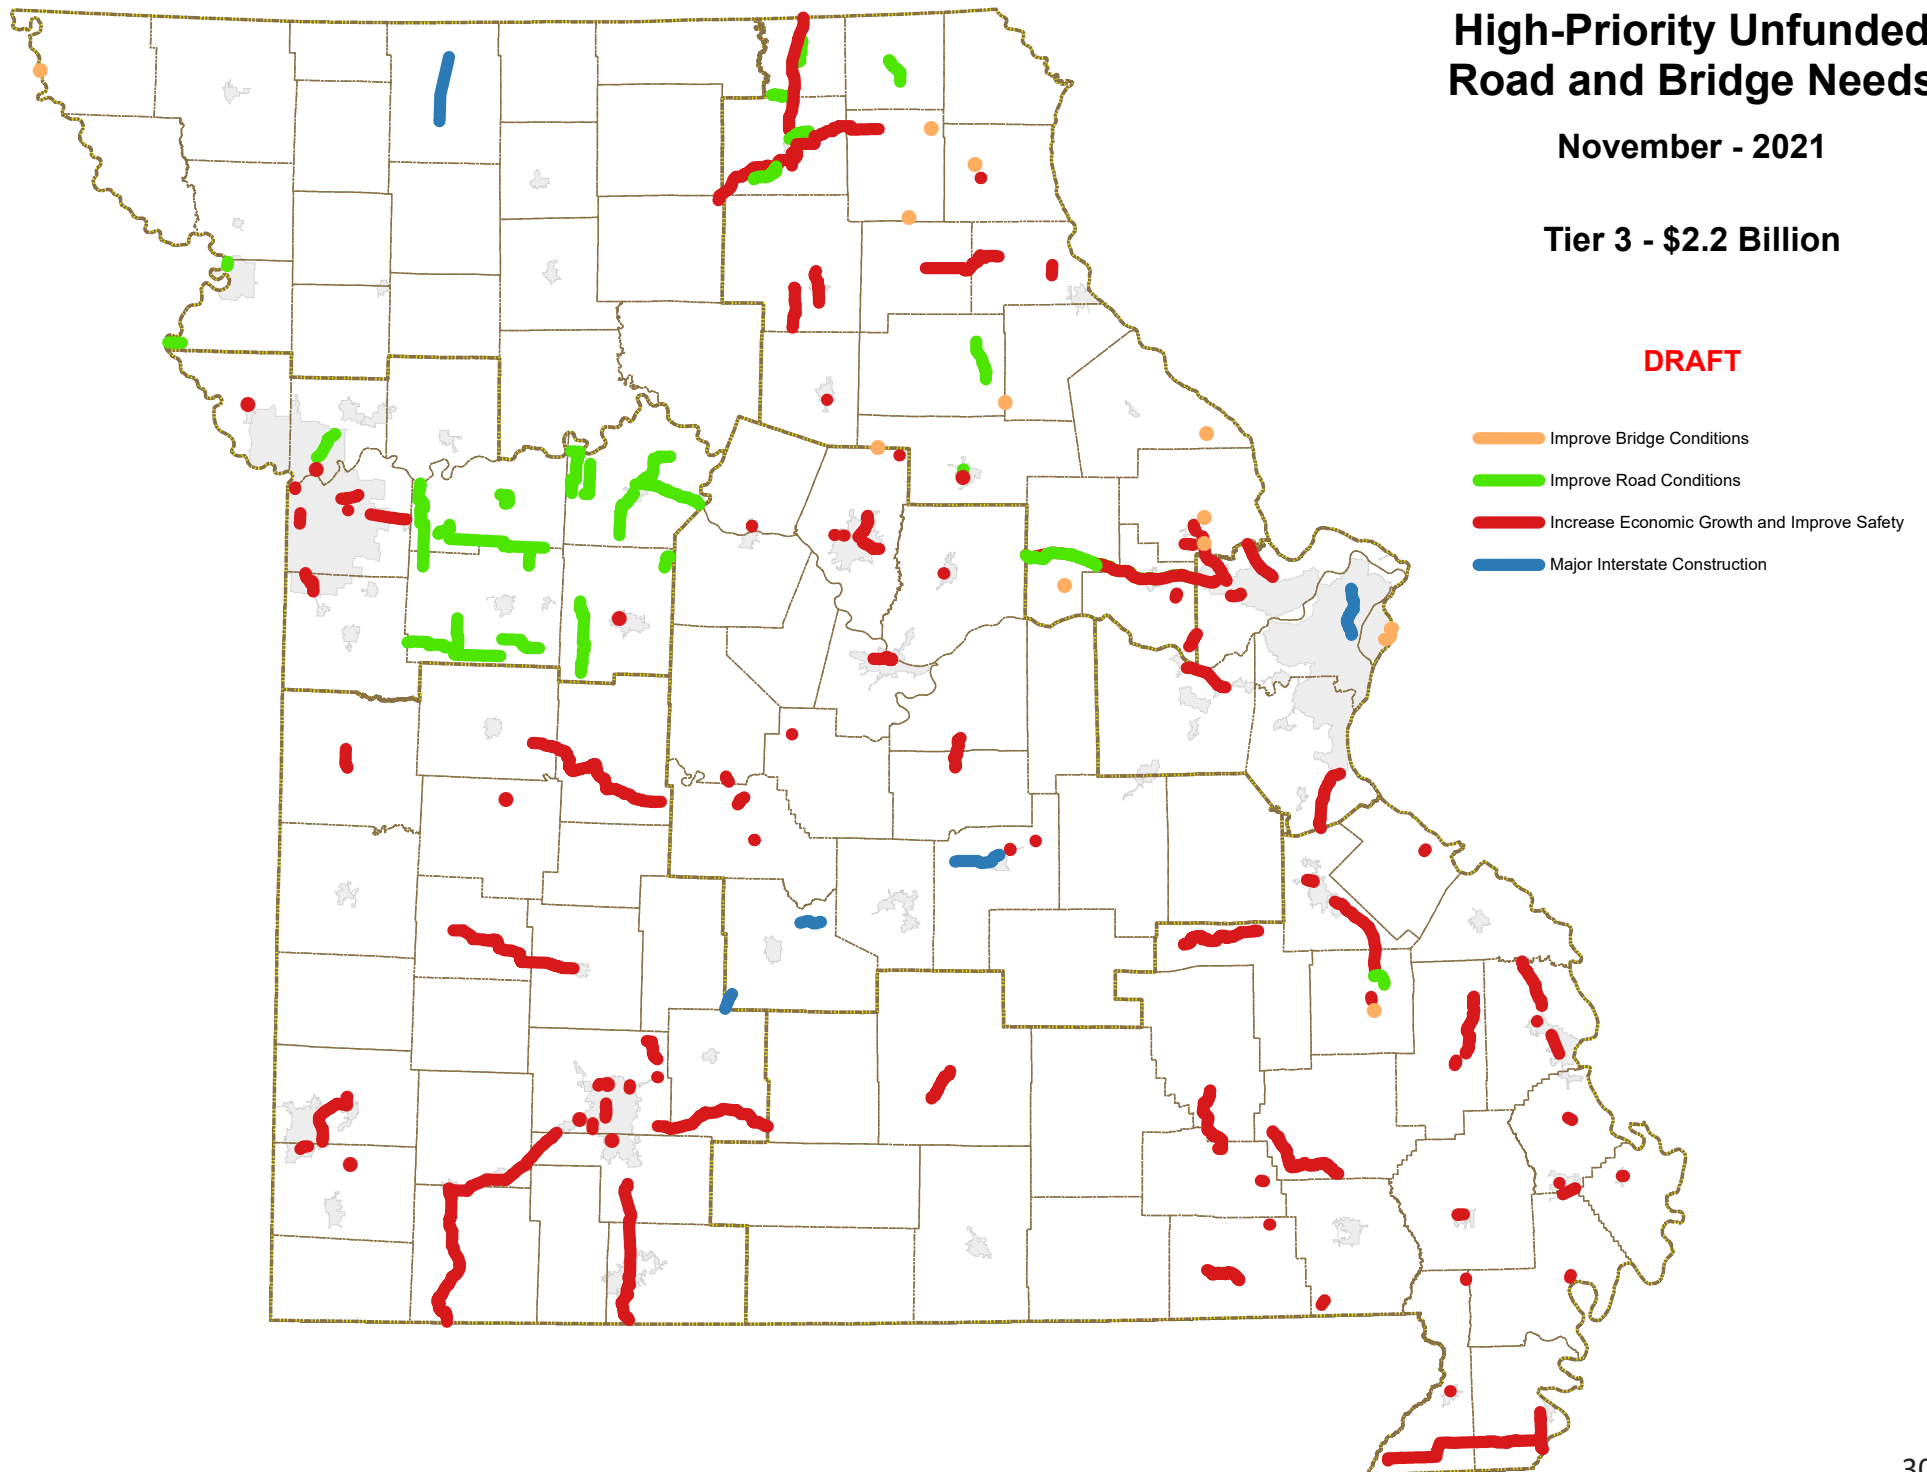 High-Priority Unfunded
Road and Bridge Needs
November - 2021
Tier 3 - $2.2 Billion
DRAFT
Improve Bridge Conditions
Improve Road Conditions
Increase Economic Growth and Improve Safety
Major Interstate Construction
30